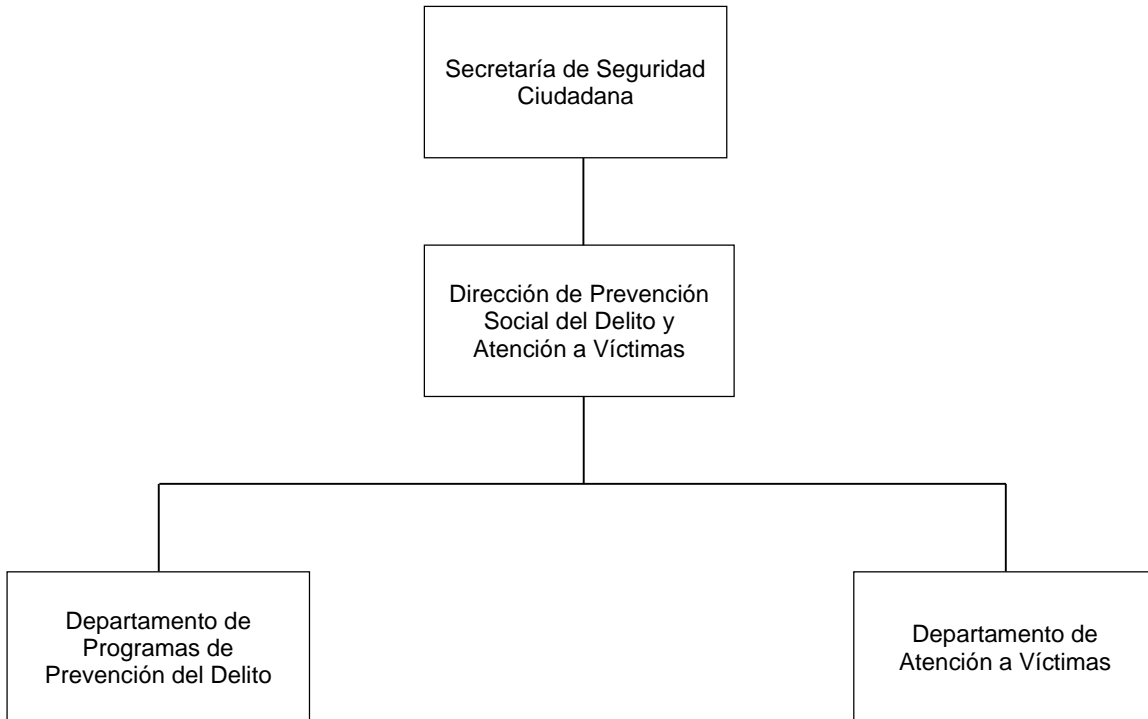 Secretaría de Seguridad
Ciudadana
Dirección de Prevención
Social del Delito y
Atención a Víctimas
Departamento de
Programas de
Prevención del Delito
Departamento de
Atención a Víctimas